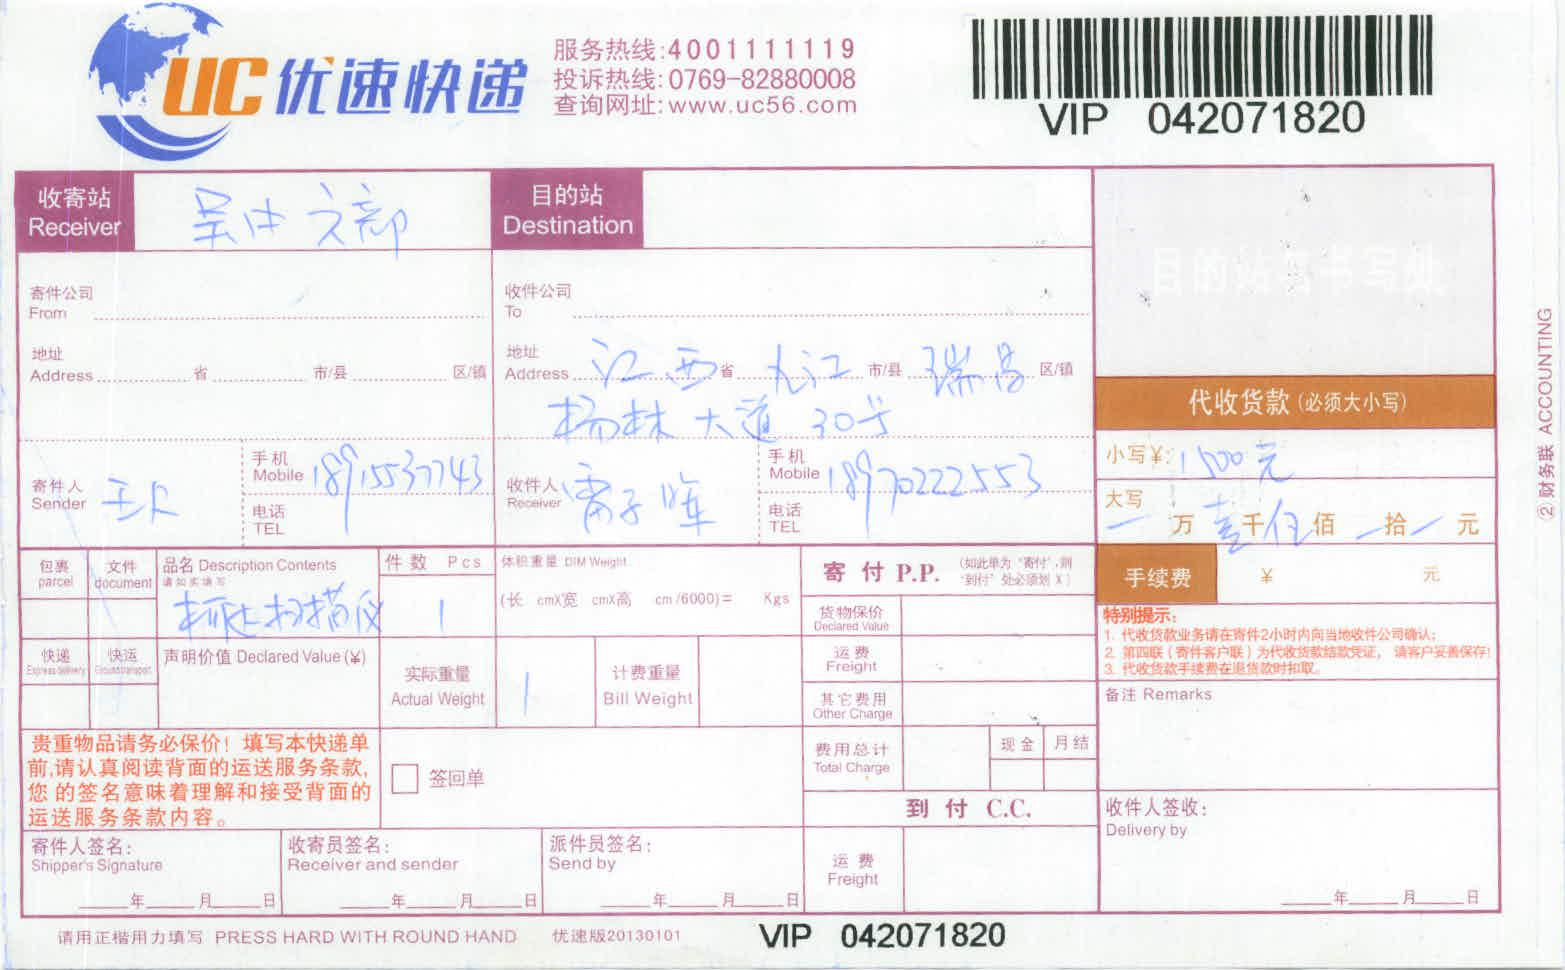 UC 优速快递
服务热线:4001111119
投诉热线:0769-82880008
查询网址:www.uc56.com
VIP 042071820
收寄站
Receiver
吴中
目的站
Destination
目的站名书写处
寄件公司
From
收件公司
To
地址
Address 省 市/县 区/镇
地址
Address 江西 省 九江 市/县 瑞昌 区/镇
杨林大道 30号
代收货款(必须大小写)
小写¥: 1500元
大写
一 万 壹 千 伍 佰 一 拾 一 元
寄件人
Sender
手机
Mobile 18915537743
电话
TEL
收件人
Receiver 雷子晖
手机
Mobile 18970222553
电话
TEL
② 财务联 ACCOUNTING
包裹
parcel
文件
document
品名 Description Contents
请如实填写
扫描仪
件数 Pcs
1
体积重量 DIM Weight
(长 cmX宽 cmX高 cm/6000)= Kgs
寄付 P.P. (如此单为"寄付",则
"到付"处必须划 X)
手续费 ¥ 元
货物保价
Declared Value
运费
Freight
其它费用
Other Charge
费用总计
Total Charge
现金 月结
到付 C.C.
运费
Freight
特别提示:
1. 代收货款业务请在寄件2小时内向当地收件公司确认;
2. 第四联(寄件客户联)为代收货款结款凭证, 请客户妥善保存!
3. 代收货款手续费在退货款时扣取。
备注 Remarks
快递
Express delivery
快运
Ground transport
声明价值 Declared Value (¥)
实际重量
Actual Weight
1
计费重量
Bill Weight
贵重物品请务必保价! 填写本快递单
前,请认真阅读背面的运送服务条款,
您的签名意味着理解和接受背面的
运送服务条款内容。
签回单
寄件人签名:
Shipper's Signature
年 月 日
收寄员签名:
Receiver and sender
年 月 日
派件员签名:
Send by
年 月 日
收件人签收:
Delivery by
年 月 日
请用正楷用力填写 PRESS HARD WITH ROUND HAND 优速版20130101
VIP 042071820